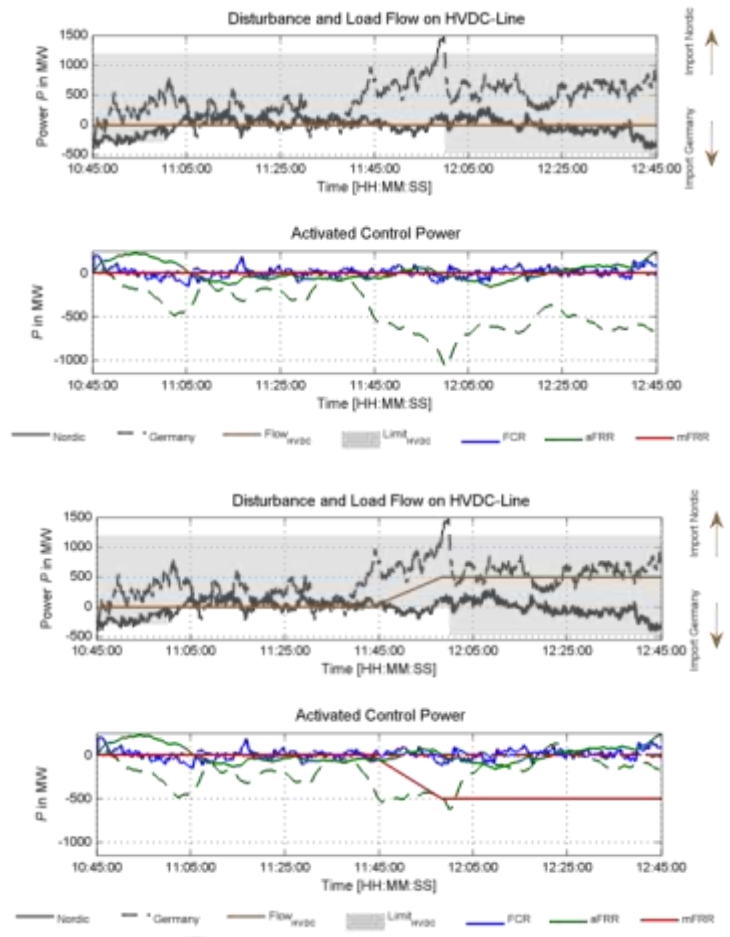 Disturbance and Load Flow on HVDC-Line
Import Nordic
Import Germany
Power P in MW
1500
1000
500
0
-500
10:45:00 11:05:00 11:25:00 11:45:00 12:05:00 12:25:00 12:45:00
Time [HH:MM:SS]
Activated Control Power
P in MW
0
-500
-1000
10:45:00 11:05:00 11:25:00 11:45:00 12:05:00 12:25:00 12:45:00
Time [HH:MM:SS]
Nordic Germany Flow HVDC Limit HVDC FCR aFRR mFRR
Disturbance and Load Flow on HVDC-Line
Import Nordic
Import Germany
Power P in MW
1500
1000
500
0
-500
10:45:00 11:05:00 11:25:00 11:45:00 12:05:00 12:25:00 12:45:00
Time [HH:MM:SS]
Activated Control Power
P in MW
0
-500
-1000
10:45:00 11:05:00 11:25:00 11:45:00 12:05:00 12:25:00 12:45:00
Time [HH:MM:SS]
Nordic Germany Flow HVDC Limit HVDC FCR aFRR mFRR